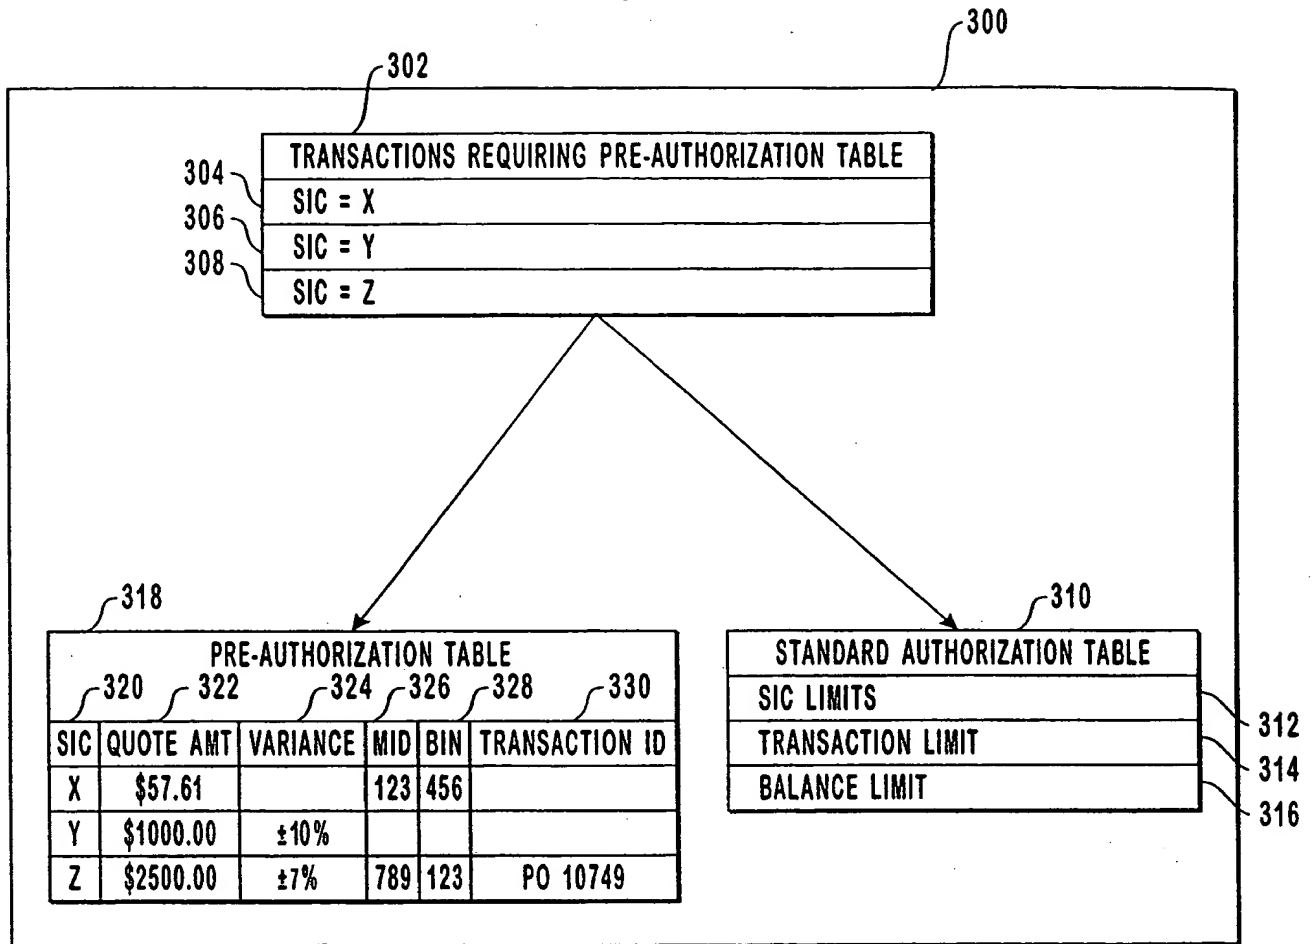 300
302
TRANSACTIONS REQUIRING PRE-AUTHORIZATION TABLE
304
SIC = X
306
SIC = Y
308
SIC = Z
318
PRE-AUTHORIZATION TABLE
320 322 324 326 328 330
SIC QUOTE AMT VARIANCE MID BIN TRANSACTION ID
X $57.61 123 456
Y $1000.00 ±10%
Z $2500.00 ±7% 789 123 PO 10749
310
STANDARD AUTHORIZATION TABLE
SIC LIMITS
312
TRANSACTION LIMIT
314
BALANCE LIMIT
316